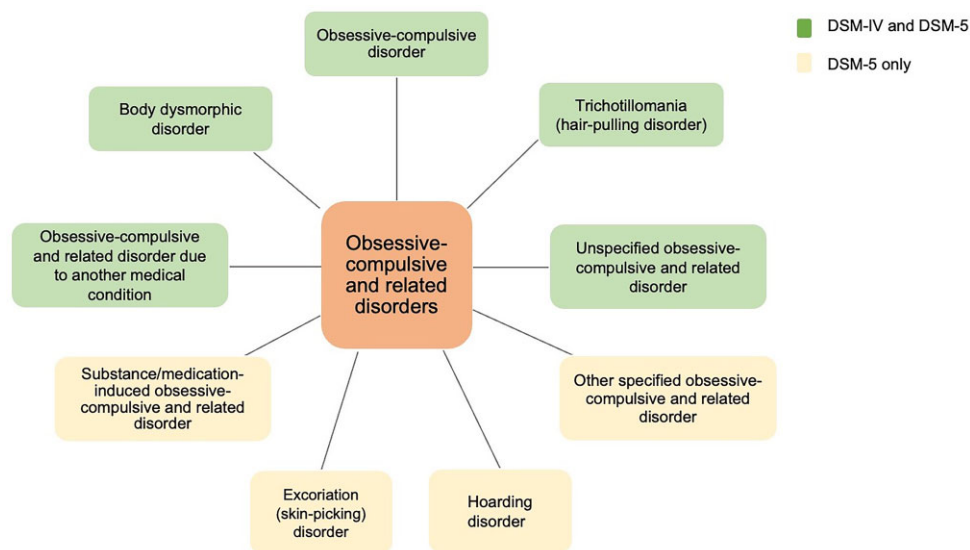 Obsessive-compulsive
disorder
DSM-IV and DSM-5
DSM-5 only
Body dysmorphic
disorder
Trichotillomania
(hair-pulling disorder)
Obsessive-compulsive
and related disorder due
to another medical
condition
Obsessive-
compulsive
and related
disorders
Unspecified obsessive-
compulsive and related
disorder
Substance/medication-
induced obsessive-
compulsive and related
disorder
Other specified obsessive-
compulsive and related
disorder
Excoriation
(skin-picking)
disorder
Hoarding
disorder